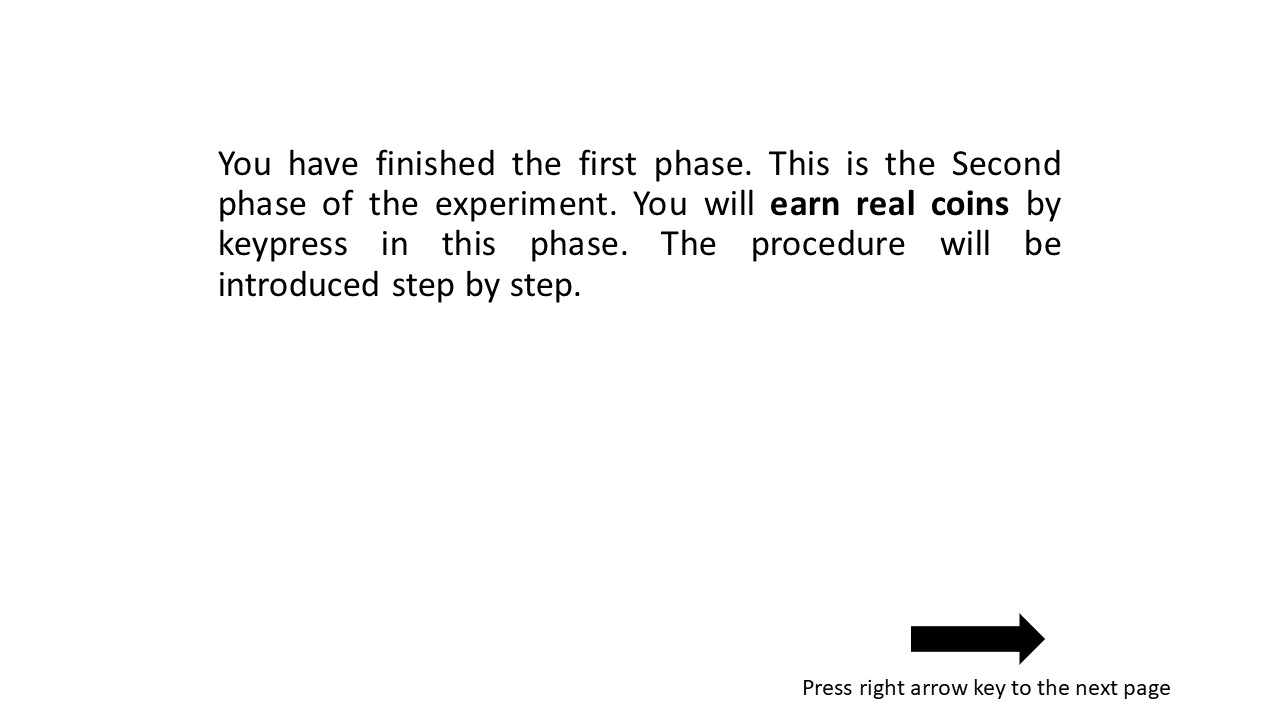 You have finished the first phase. This is the Second
phase of the experiment. You will earn real coins by
keypress in this phase. The procedure will be
introduced step by step.
Press right arrow key to the next page